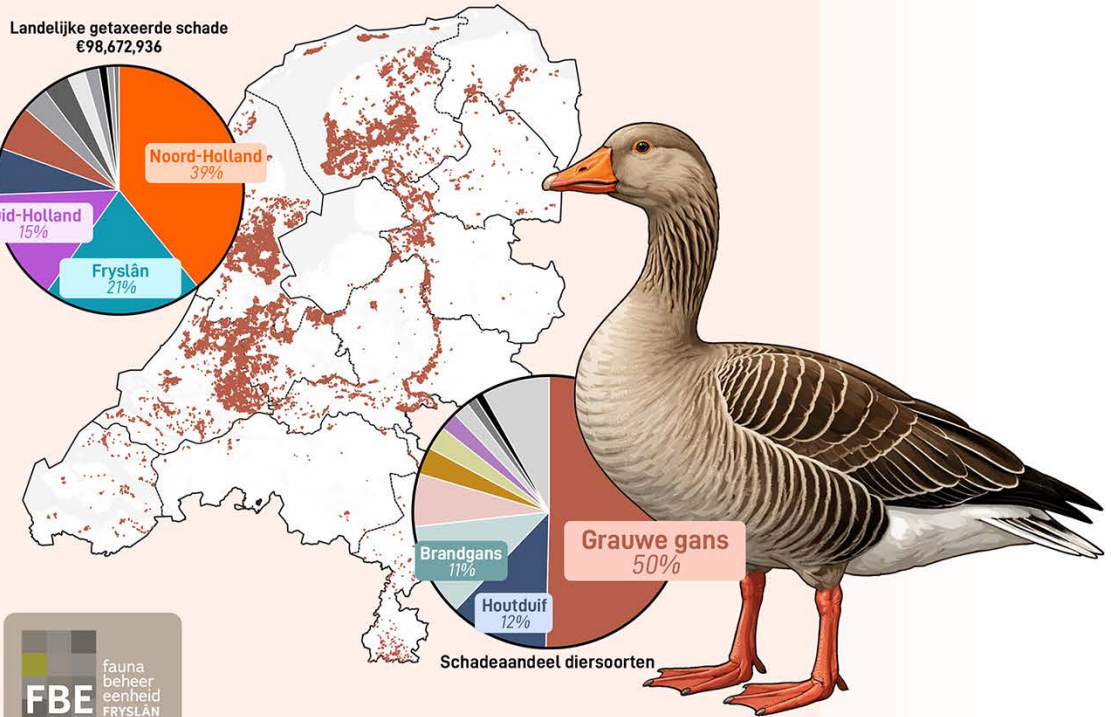 Landelijke getaxeerde schade
€98,672,936
Noord-Holland
39%
uid-Holland
15%
Fryslân
21%
Grauwe gans
50%
Brandgans
11%
Houtduif
12%
Schadeaandeel diersoorten
fauna
beheer
eenheid
FRYSLÂN
FBE